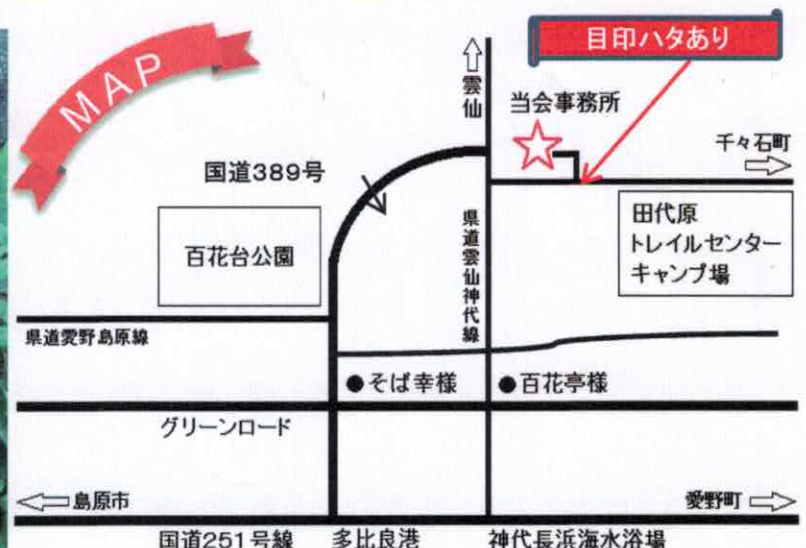 MAP
目印ハタあり
雲仙
当会事務所
千々石町
国道389号
百花台公園
県道雲仙神代線
田代原
トレイルセンター
キャンプ場
県道愛野島原線
●そば幸様
●百花亭様
グリーンロード
島原市
愛野町
国道251号線
多比良港
神代長浜海水浴場